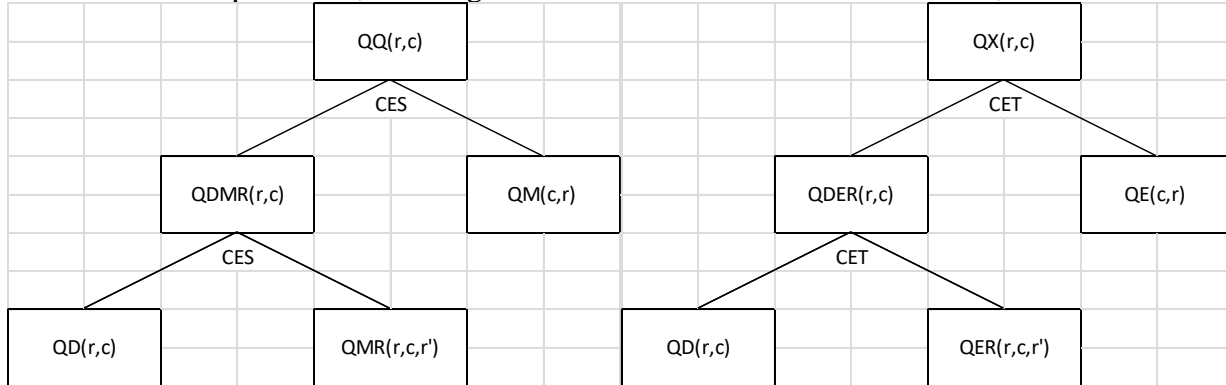 QQ(r,c)
QX(r,c)
CES
CET
QDMR(r,c)
QM(c,r)
QDER(r,c)
QE(c,r)
CES
CET
QD(r,c)
QMR(r,c,r')
QD(r,c)
QER(r,c,r')